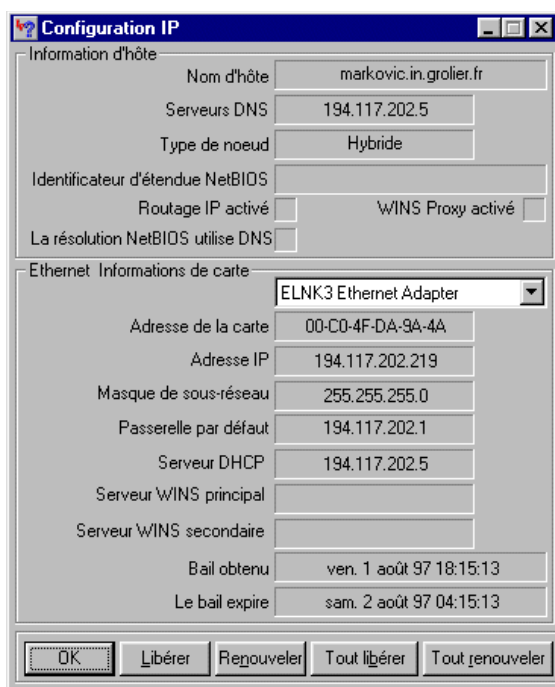 Configuration IP
Information d'hôte
Nom d'hôte markovic.in.grolier.fr
Serveurs DNS 194.117.202.5
Type de noeud Hybride
Identificateur d'étendue NetBIOS
Routage IP activé WINS Proxy activé
La résolution NetBIOS utilise DNS
Ethernet Informations de carte
ELNK3 Ethernet Adapter
Adresse de la carte 00-C0-4F-DA-9A-4A
Adresse IP 194.117.202.219
Masque de sous-réseau 255.255.255.0
Passerelle par défaut 194.117.202.1
Serveur DHCP 194.117.202.5
Serveur WINS principal
Serveur WINS secondaire
Bail obtenu ven. 1 août 97 18:15:13
Le bail expire sam. 2 août 97 04:15:13
OK Libérer Renouveler Tout libérer Tout renouveler